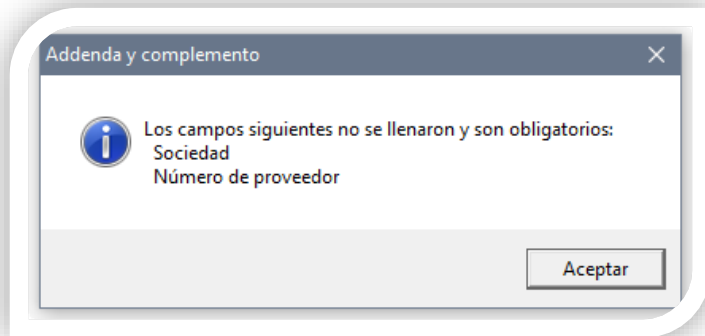 Addenda y complemento
Los campos siguientes no se llenaron y son obligatorios:
Sociedad
Número de proveedor
Aceptar